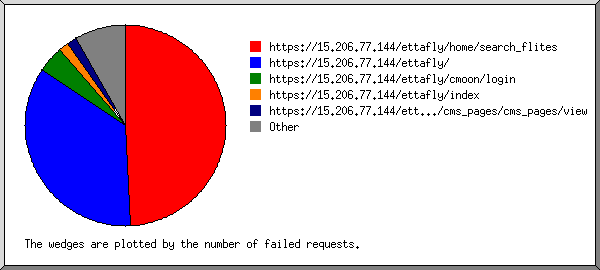 https://15.206.77.144/ettafly/home/search_flites
https://15.206.77.144/ettafly/
https://15.206.77.144/ettafly/cmoon/login
https://15.206.77.144/ettafly/index
https://15.206.77.144/ett.../cms_pages/cms_pages/view
Other
The wedges are plotted by the number of failed requests.